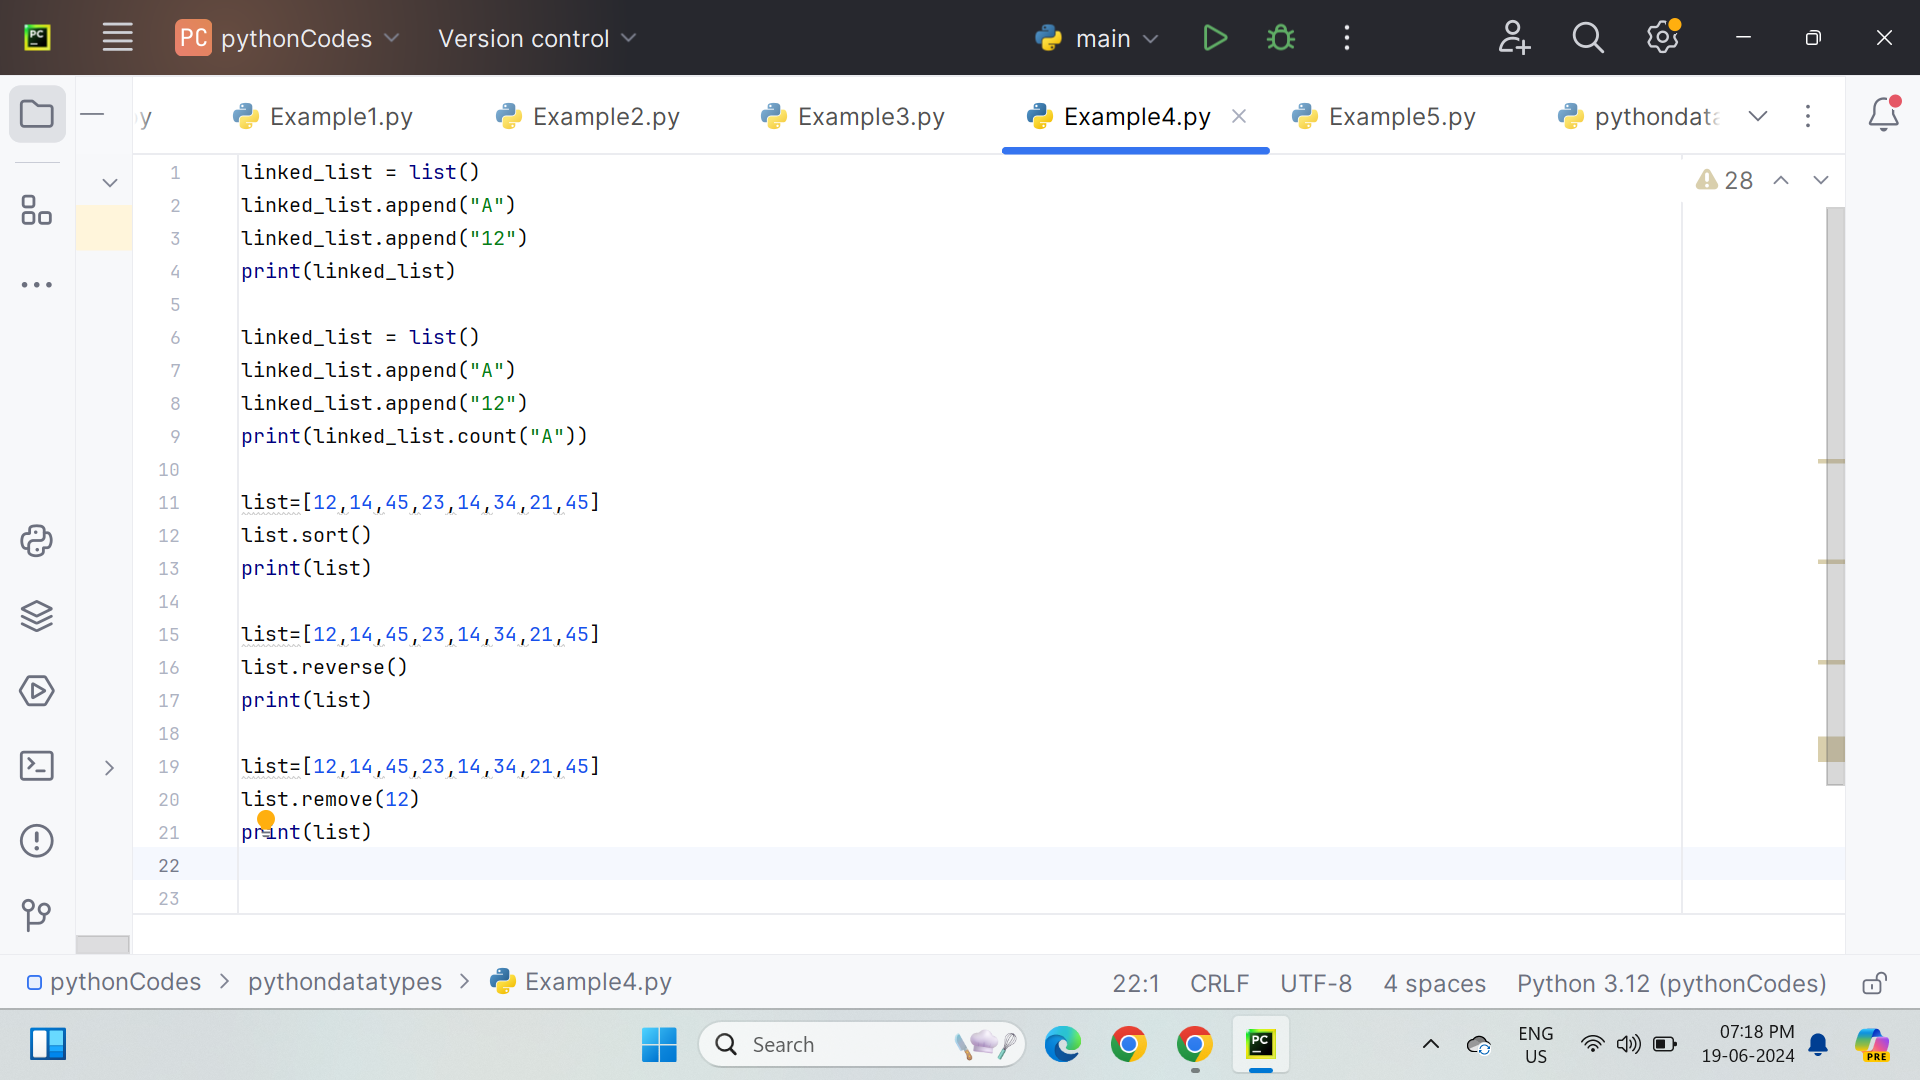 PC
PC pythonCodes Version control main
y Example1.py Example2.py Example3.py Example4.py Example5.py pythondata
28
1 linked_list = list()
2 linked_list.append("A")
3 linked_list.append("12")
4 print(linked_list)
5
6 linked_list = list()
7 linked_list.append("A")
8 linked_list.append("12")
9 print(linked_list.count("A"))
10
11 list=[12,14,45,23,14,34,21,45]
12 list.sort()
13 print(list)
14
15 list=[12,14,45,23,14,34,21,45]
16 list.reverse()
17 print(list)
18
19 list=[12,14,45,23,14,34,21,45]
20 list.remove(12)
21 print(list)
22
23
pythonCodes > pythondatatypes > Example4.py 22:1 CRLF UTF-8 4 spaces Python 3.12 (pythonCodes)
Search
PC
ENG
US
07:18 PM
19-06-2024
PRE